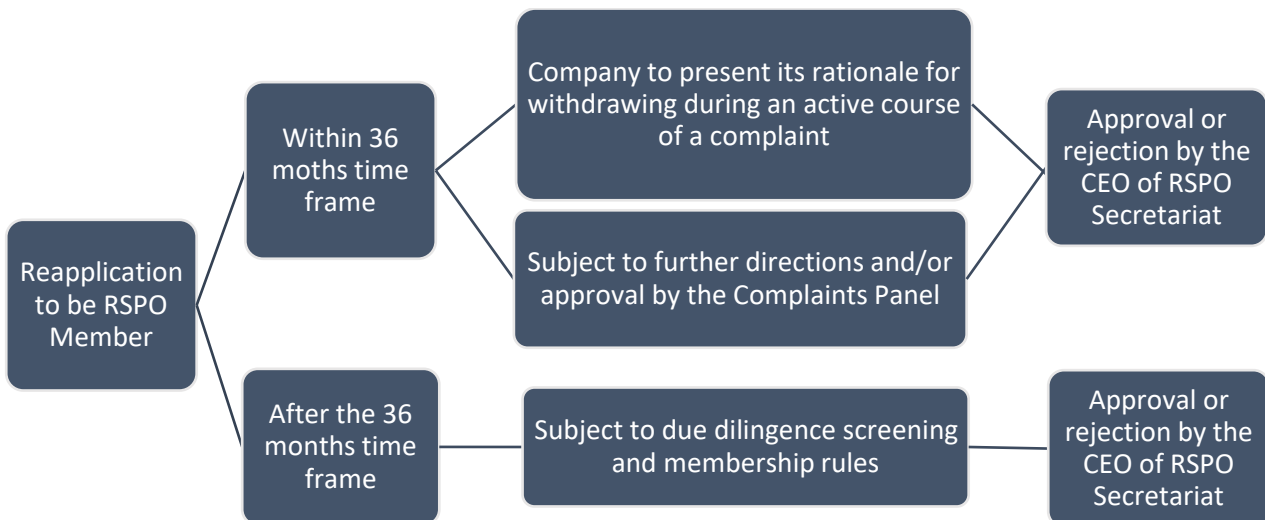 Reapplication
to be RSPO
Member
Within 36
moths time
frame
Company to present its rationale for
withdrawing during an active course
of a complaint
Subject to further directions and/or
approval by the Complaints Panel
Approval or
rejection by the
CEO of RSPO
Secretariat
After the 36
months time
frame
Subject to due dilingence screening
and membership rules
Approval or
rejection by the
CEO of RSPO
Secretariat